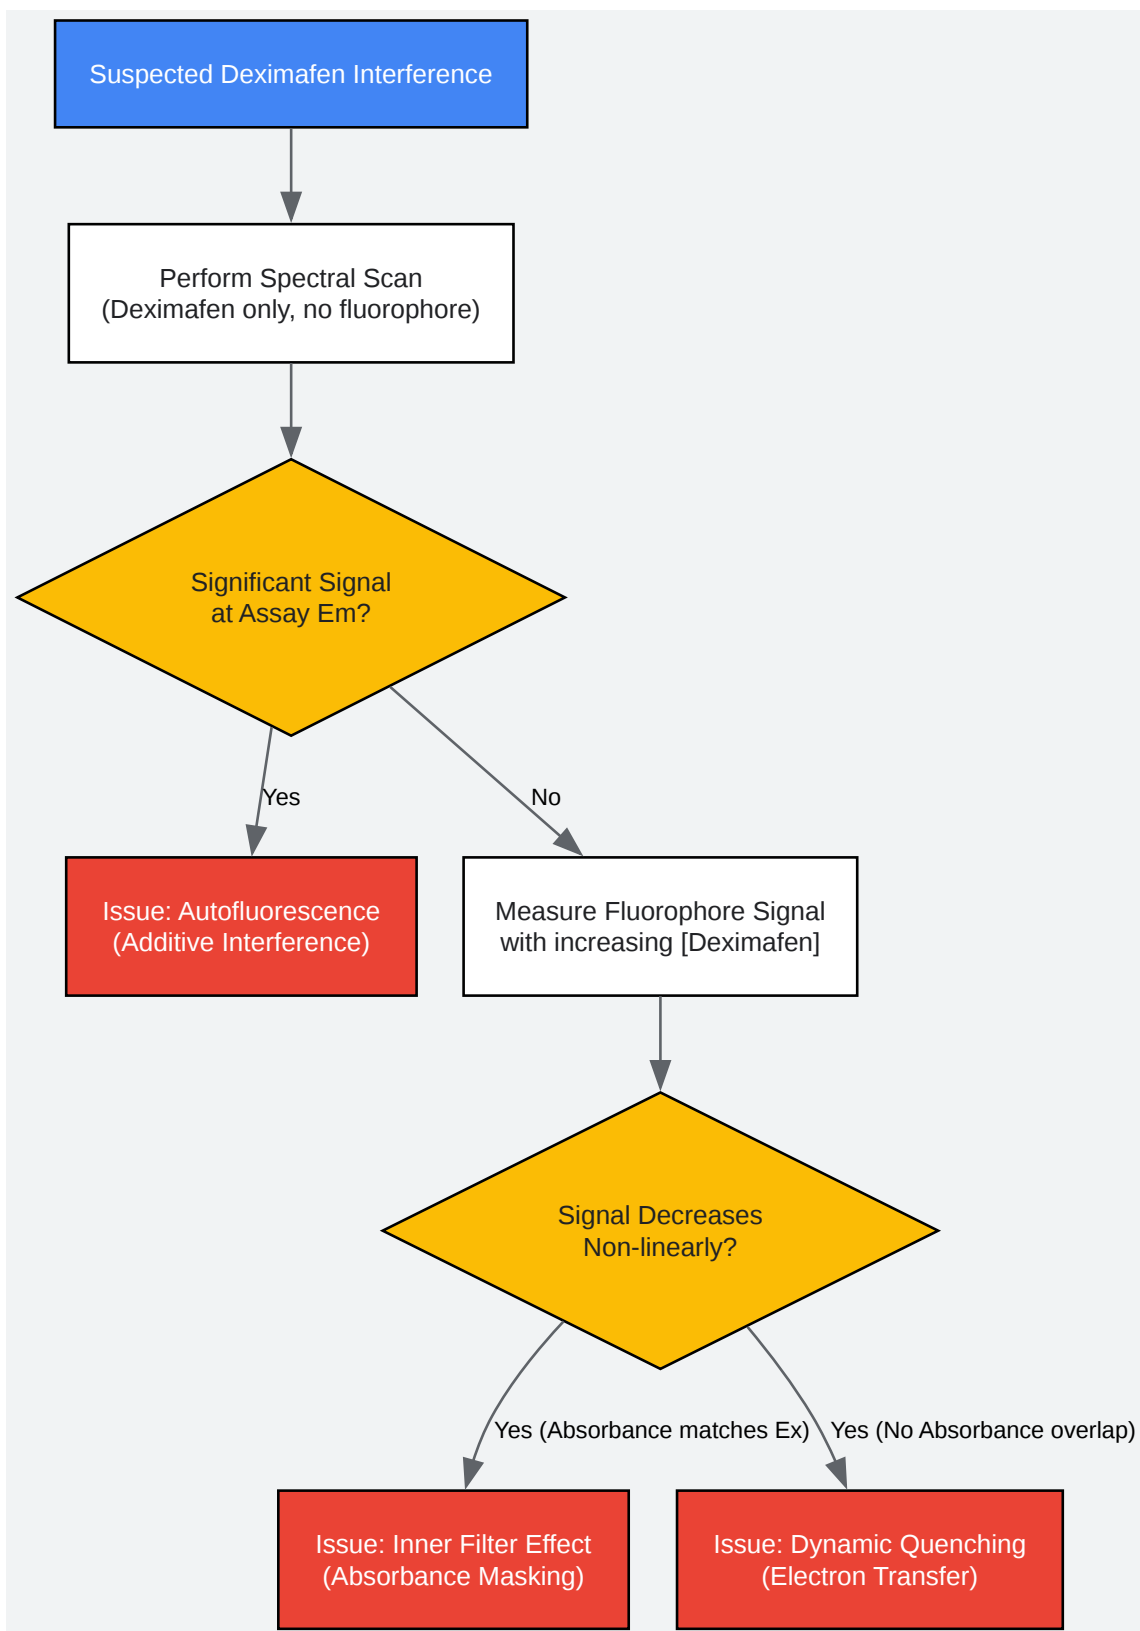 Suspected Deximafen Interference
Perform Spectral Scan
(Deximafen only, no fluorophore)
Significant Signal
at Assay Em?
Yes
No
Issue: Autofluorescence
(Additive Interference)
Measure Fluorophore Signal
with increasing [Deximafen]
Signal Decreases
Non-linearly?
Yes (Absorbance matches Ex)
Yes (No Absorbance overlap)
Issue: Inner Filter Effect
(Absorbance Masking)
Issue: Dynamic Quenching
(Electron Transfer)